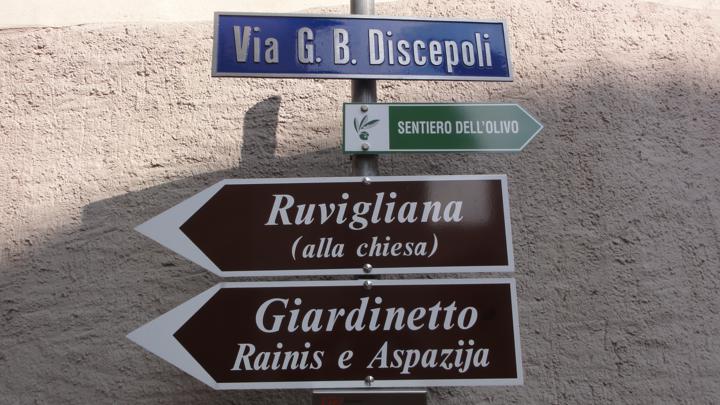 Via G. B. Discepoli
SENTIERO DELL'OLIVO
Ruvigliana
(alla chiesa)
Giardinetto
Rainis e Aspazija